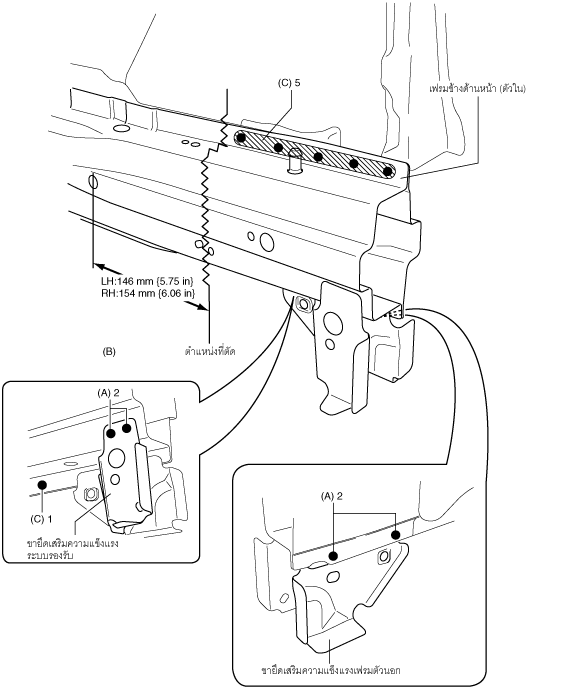 (C) 5
เฟรมข้างด้านหน้า (ตัวใน)
LH:146 mm {5.75 in}
RH:154 mm {6.06 in}
(B)
ตำแหน่งที่ตัด
(A) 2
(C) 1
ขายึดเสริมความแข็งแรง
ระบบรองรับ
(A) 2
ขายึดเสริมความแข็งแรงเฟรมตัวนอก